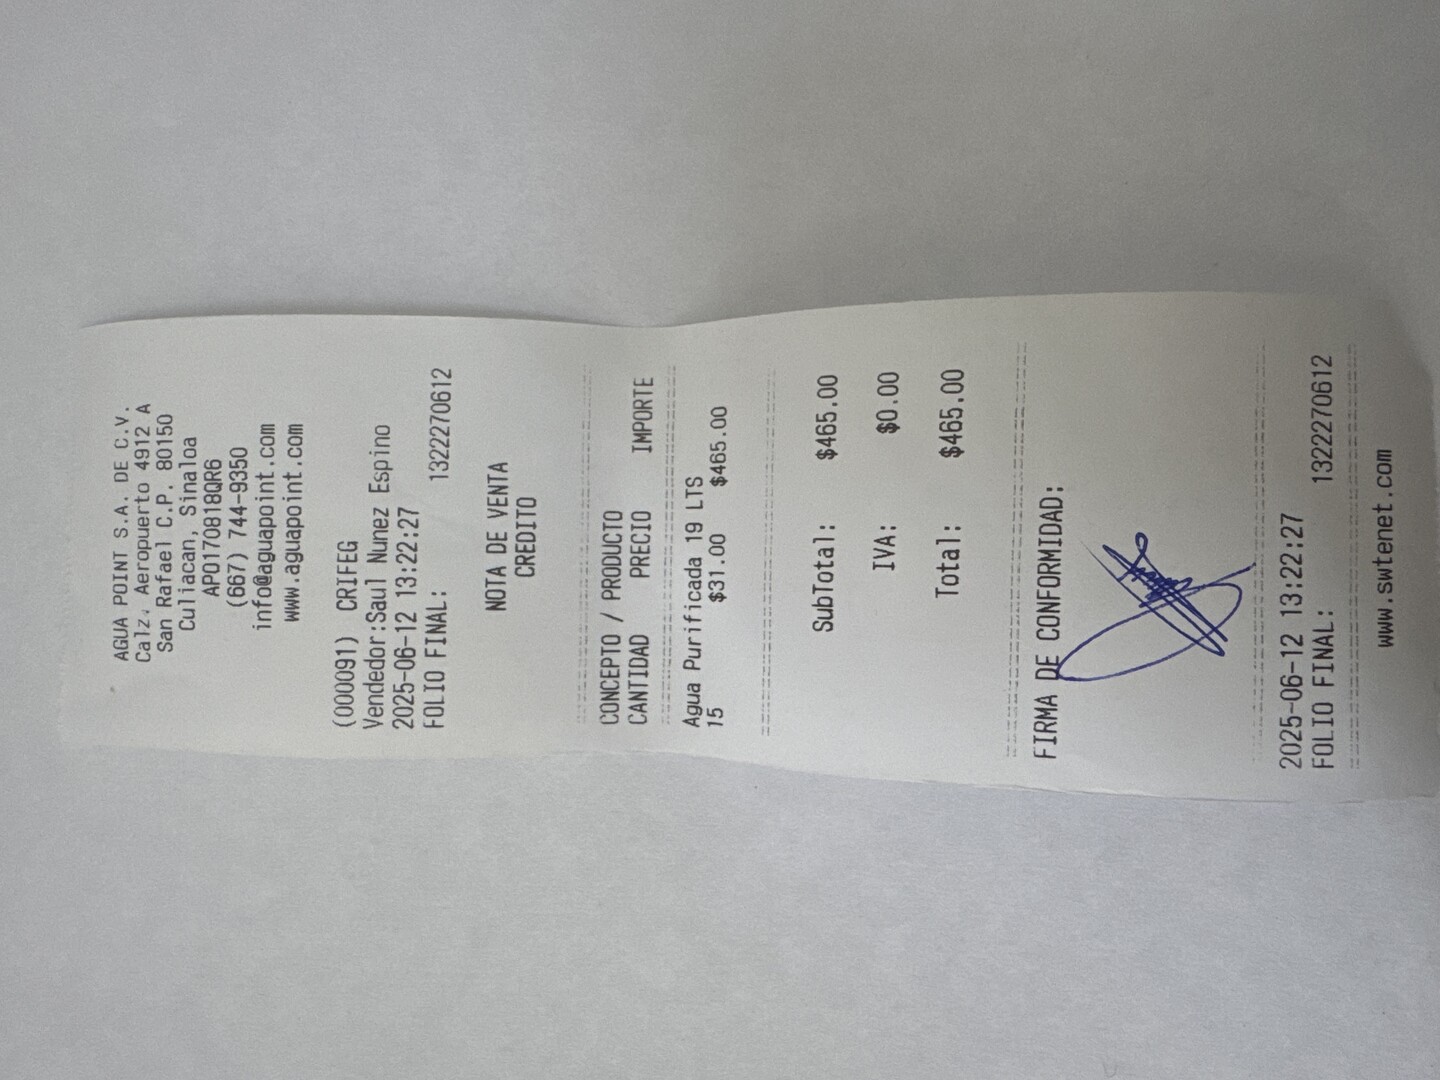 AGUA POINT S.A. DE C.V.
Calz. Aeropuerto 4912 A
San Rafael C.P. 80150
Culiacan, Sinaloa
APO170818QR6
(667) 744-9350
info@aguapoint.com
www.aguapoint.com
(000091) CRIFEG
Vendedor:Saul Nunez Espino
2025-06-12 13:22:27
FOLIO FINAL: 1322270612
NOTA DE VENTA
CREDITO
CONCEPTO / PRODUCTO
CANTIDAD PRECIO IMPORTE
Agua Purificada 19 LTS
15 $31.00 $465.00
SubTotal: $465.00
IVA: $0.00
Total: $465.00
FIRMA DE CONFORMIDAD:
2025-06-12 13:22:27
FOLIO FINAL: 1322270612
www.swtenet.com